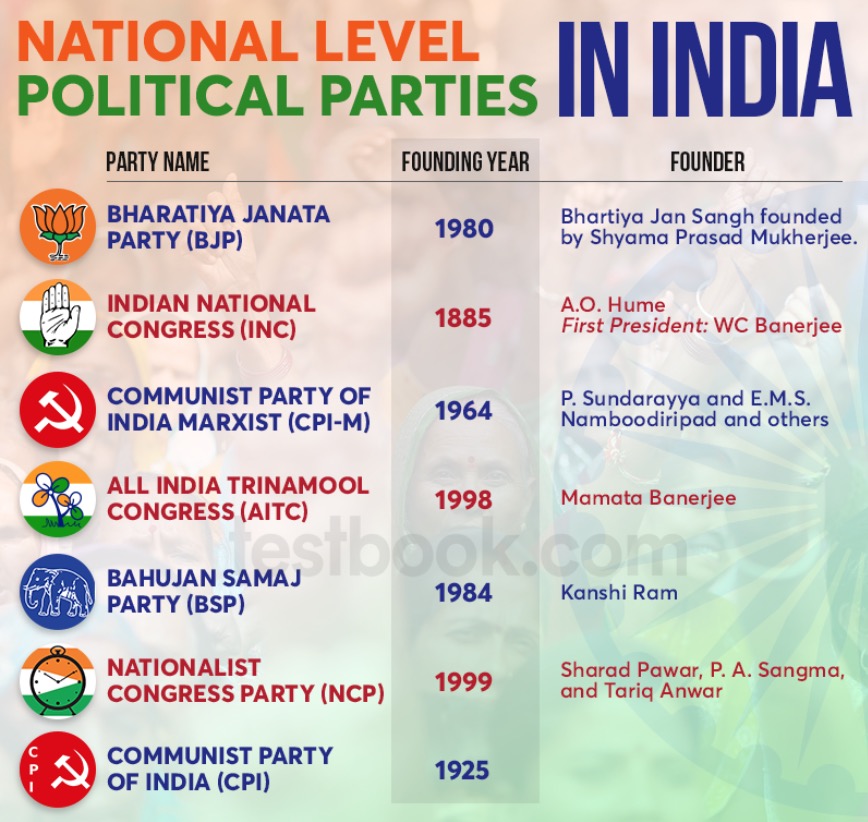 NATIONAL LEVEL
POLITICAL PARTIES
IN INDIA
PARTY NAME FOUNDING YEAR FOUNDER
BHARATIYA JANATA
PARTY (BJP)
1980
Bhartiya Jan Sangh founded
by Shyama Prasad Mukherjee.
INDIAN NATIONAL
CONGRESS (INC)
1885
A.O. Hume
First President: WC Banerjee
COMMUNIST PARTY OF
INDIA MARXIST (CPI-M)
1964
P. Sundarayya and E.M.S.
Namboodiripad and others
ALL INDIA TRINAMOOL
CONGRESS (AITC)
1998
Mamata Banerjee
testbook.com
BAHUJAN SAMAJ
PARTY (BSP)
1984
Kanshi Ram
NATIONALIST
CONGRESS PARTY (NCP)
1999
Sharad Pawar, P. A. Sangma,
and Tariq Anwar
C
P
I
COMMUNIST PARTY
OF INDIA (CPI)
1925